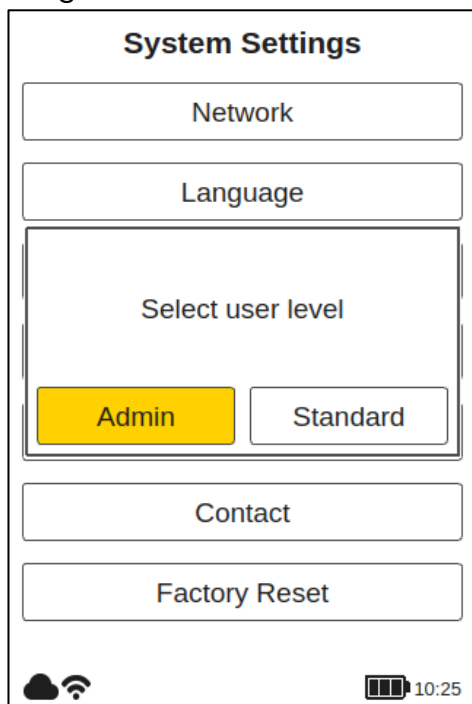 System Settings
Network
Language
Select user level
Admin Standard
Contact
Factory Reset
10:25